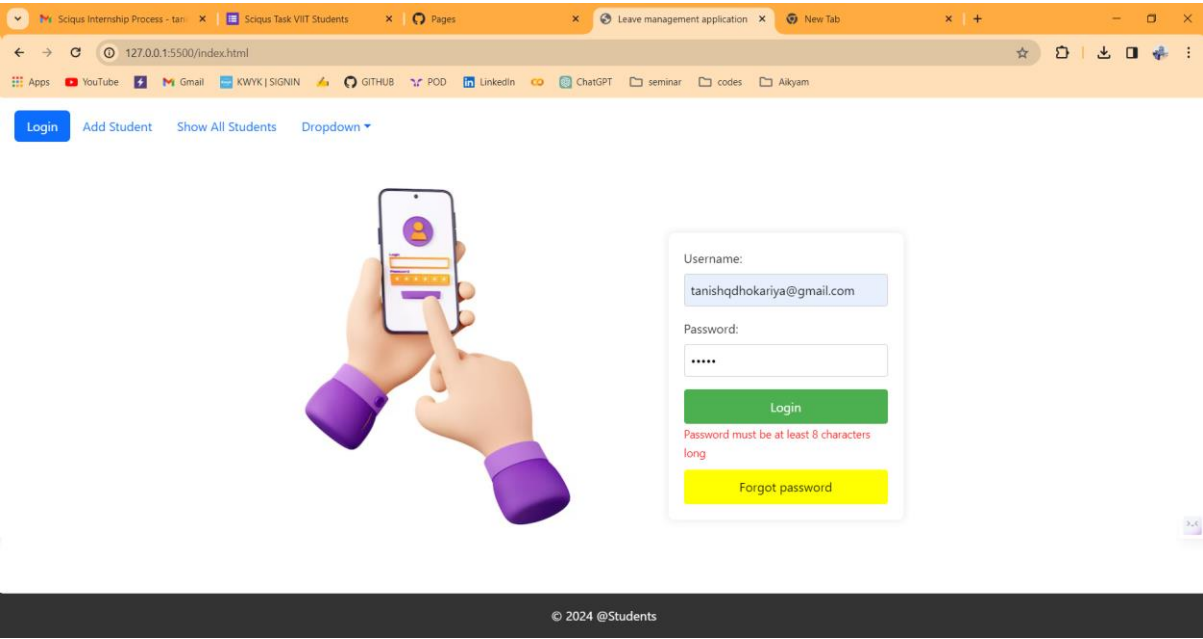 Sciqus Internship Process - tani
Sciqus Task VIIT Students
Pages
Leave management application
New Tab
127.0.0.1:5500/index.html
Apps YouTube Gmail KWYK | SIGNIN GITHUB POD LinkedIn ChatGPT seminar codes Aikyam
Login Add Student Show All Students Dropdown
Login
Password
Username:
tanishqdhokariya@gmail.com
Password:
•••••
Login
Password must be at least 8 characters
long
Forgot password
© 2024 @Students